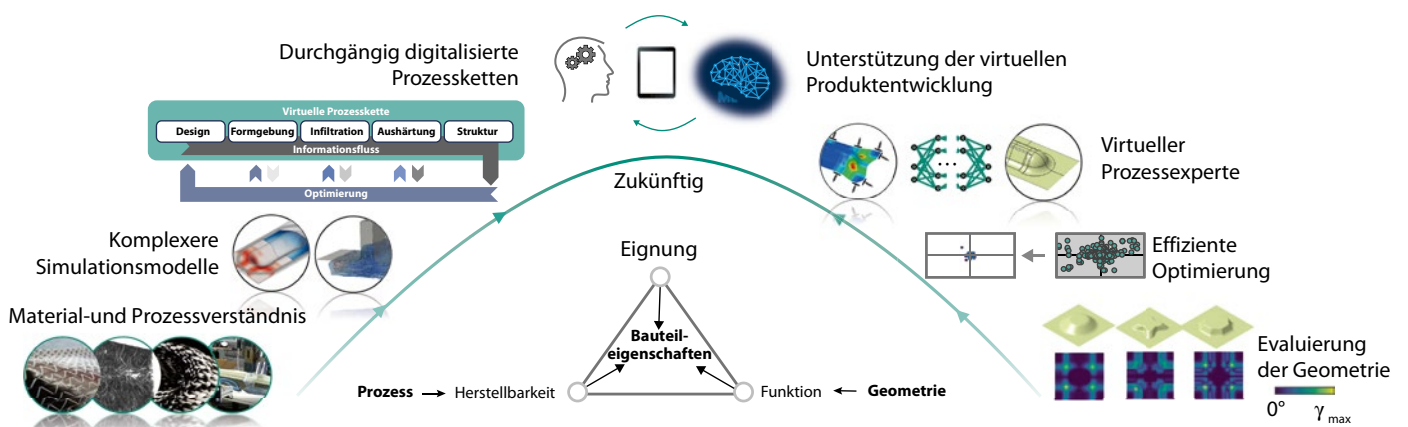 Durchgängig digitalisierte
Prozessketten
Unterstützung der virtuellen
Produktentwicklung
Virtuelle Prozesskette
Design
Formgebung
Infiltration
Aushärtung
Struktur
Informationsfluss
Optimierung
Virtueller
Prozessexperte
Zukünftig
Komplexere
Simulationsmodelle
Eignung
Effiziente
Optimierung
Material-und Prozessverständnis
Bauteil-
eigenschaften
Evaluierung
der Geometrie
Prozess
Herstellbarkeit
Funktion
Geometrie
0°
γmax